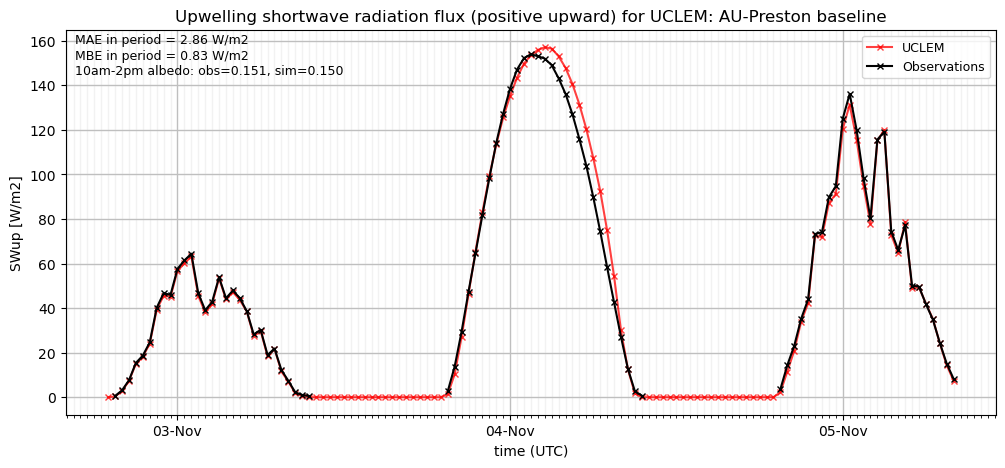 Upwelling shortwave radiation flux (positive upward) for UCLEM: AU-Preston baseline
MAE in period = 2.86 W/m2
MBE in period = 0.83 W/m2
10am-2pm albedo: obs=0.151, sim=0.150
UCLEM
Observations
SWup [W/m2]
160
140
120
100
80
60
40
20
0
03-Nov
04-Nov
05-Nov
time (UTC)